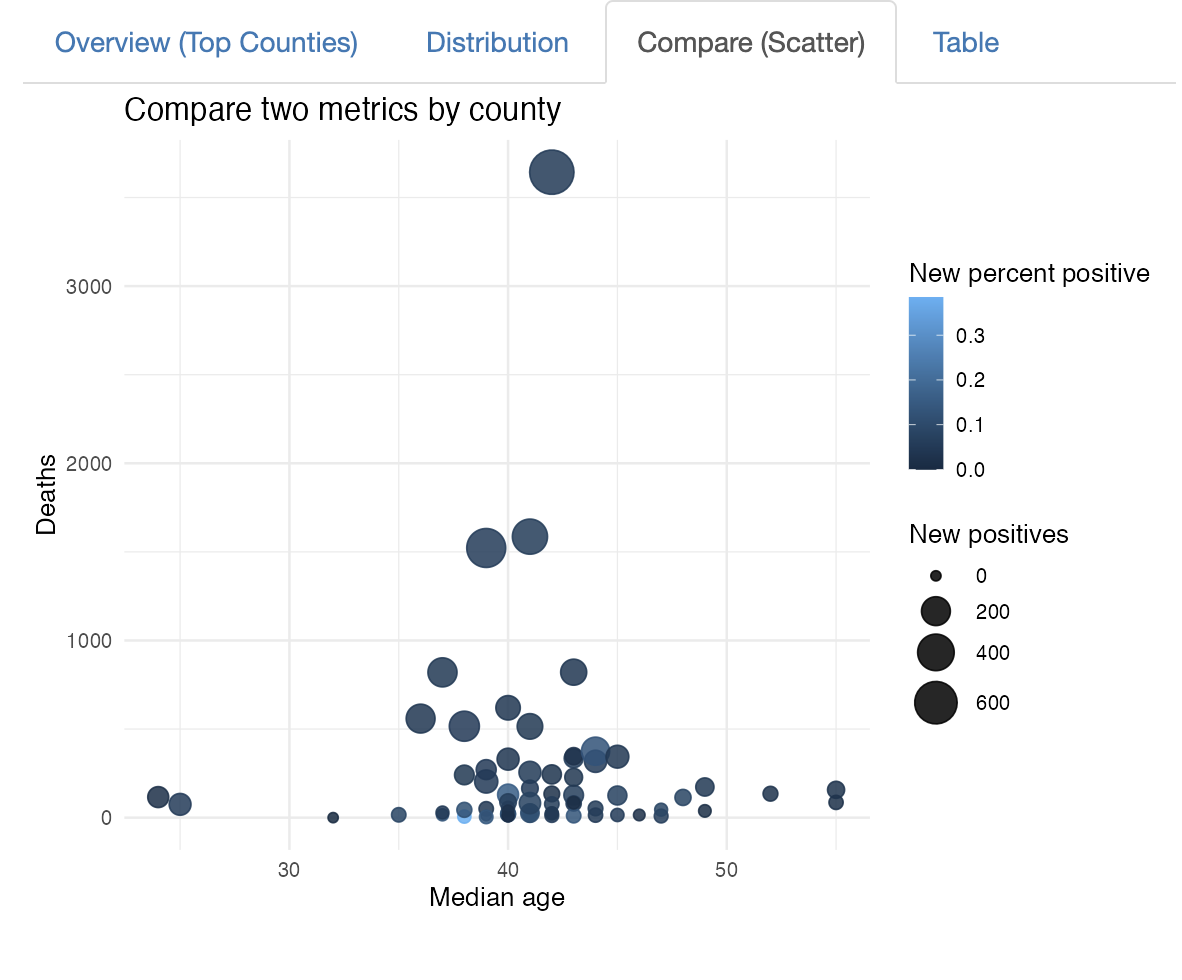 Overview (Top Counties) Distribution Compare (Scatter) Table
Compare two metrics by county
3000
2000
1000
0
Deaths
30 40 50
Median age
New percent positive
0.3
0.2
0.1
0.0
New positives
0
200
400
600